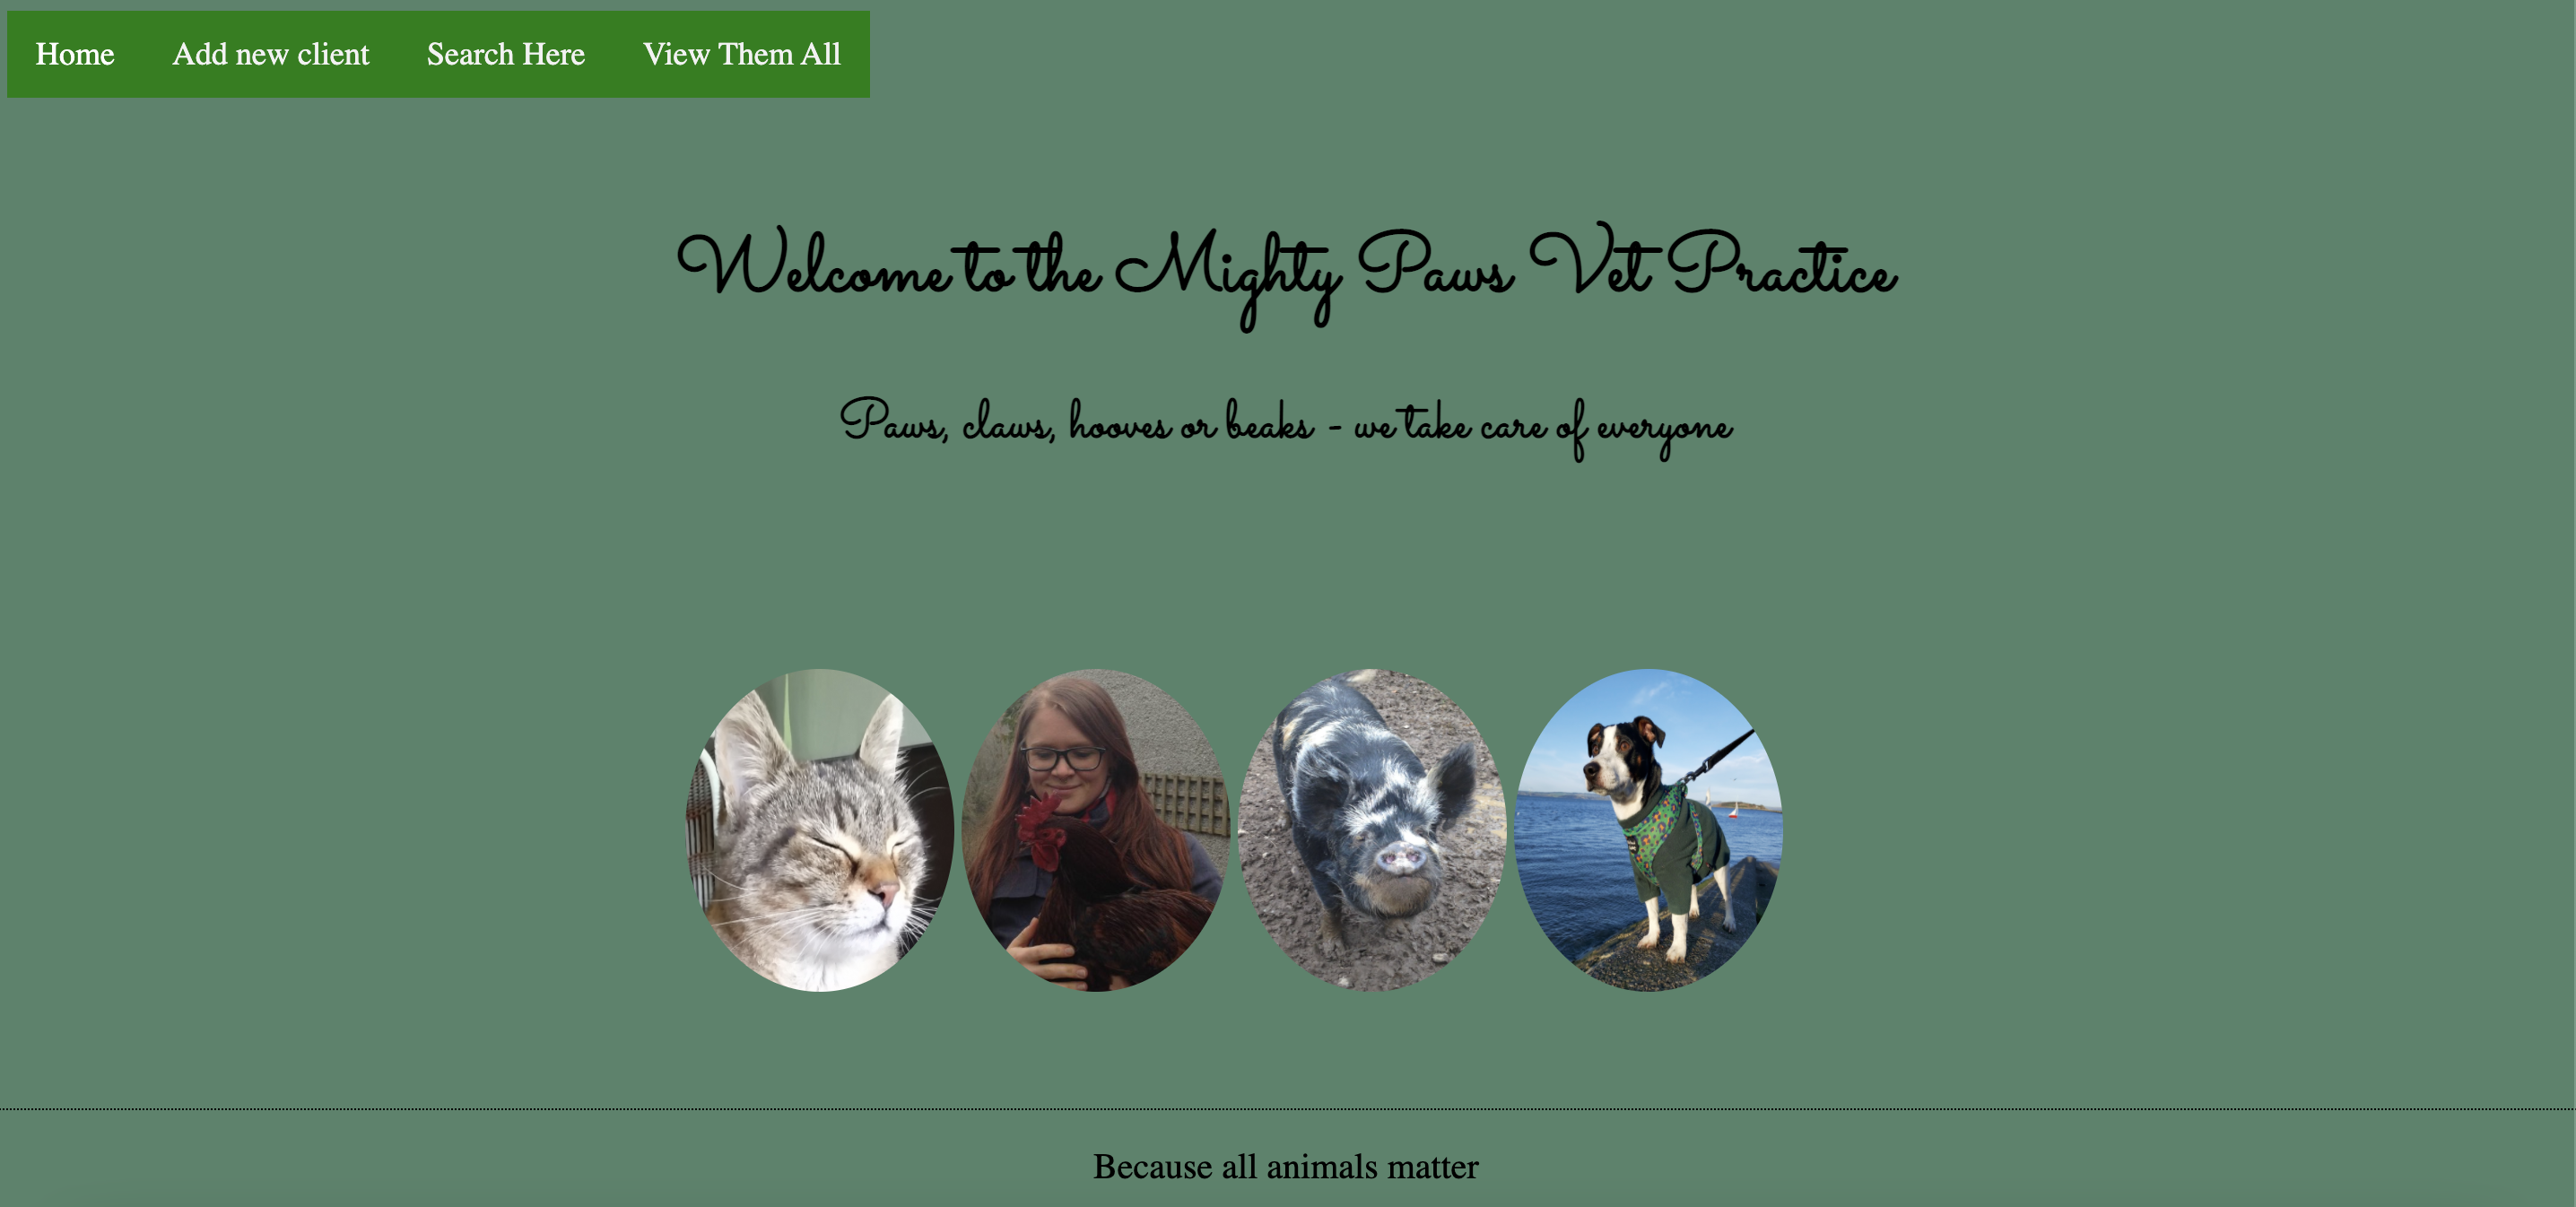 Home Add new client Search Here View Them All
Welcome to the Mighty Paws Vet Practice
Paws, claws, hooves or beaks - we take care of everyone
Because all animals matter